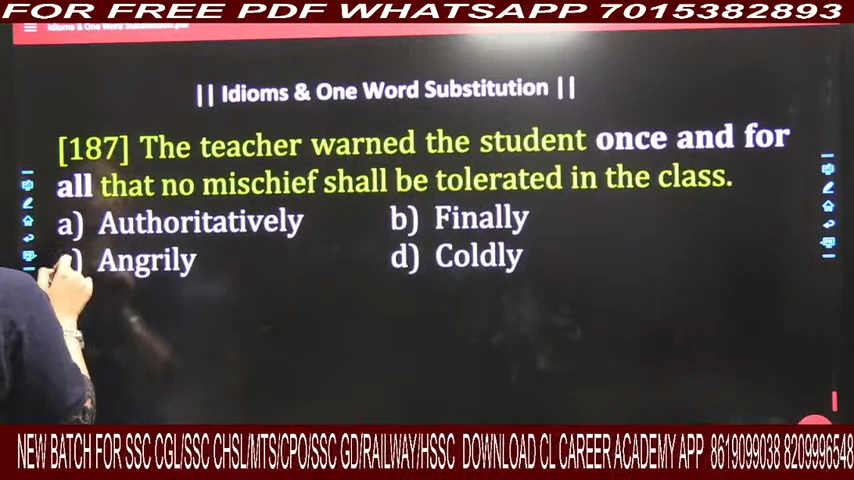 FOR FREE PDF WHATSAPP 7015382893
Idioms & One Word Substitution.pdf
|| Idioms & One Word Substitution ||
[187] The teacher warned the student once and for
all that no mischief shall be tolerated in the class.
a) Authoritatively b) Finally
) Angrily d) Coldly
NEW BATCH FOR SSC CGL/SSC CHSL/MTS/CPO/SSC GD/RAILWAY/HSSC DOWNLOAD CL CAREER ACADEMY APP 8619099038 8209996548